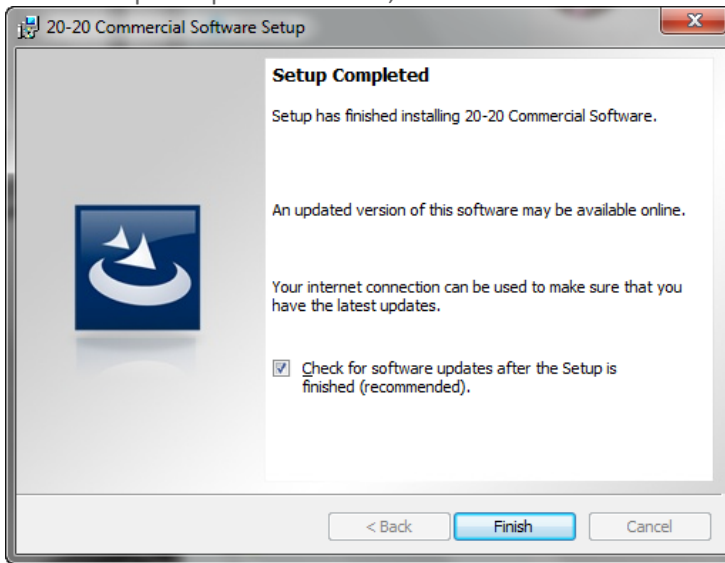 20-20 Commercial Software Setup
Setup Completed
Setup has finished installing 20-20 Commercial Software.
An updated version of this software may be available online.
Your internet connection can be used to make sure that you
have the latest updates.
Check for software updates after the Setup is
finished (recommended).
< Back Finish Cancel